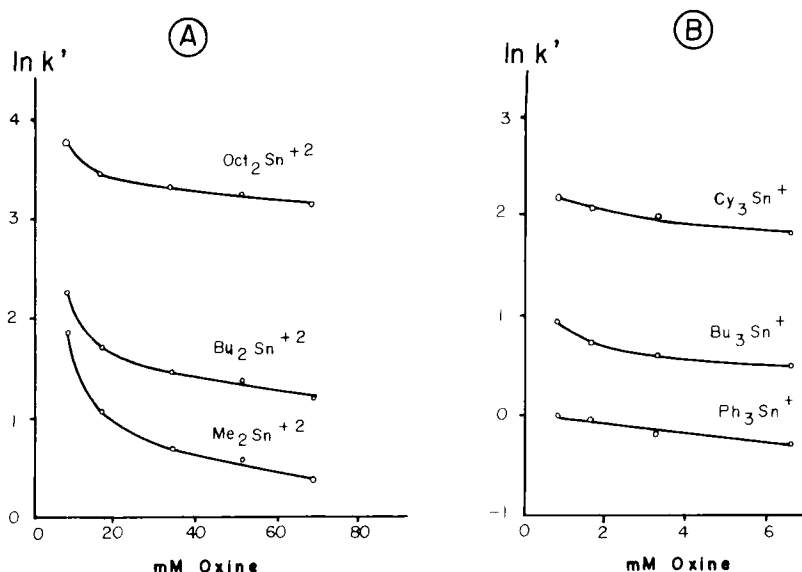 A
ln k'
4
3
2
1
0
Oct2Sn+2
Bu2Sn+2
Me2Sn+2
0 20 40 60 80
mM Oxine
B
ln k'
3
2
1
0
-1
Cy3Sn+
Bu3Sn+
Ph3Sn+
0 2 4 6
mM Oxine